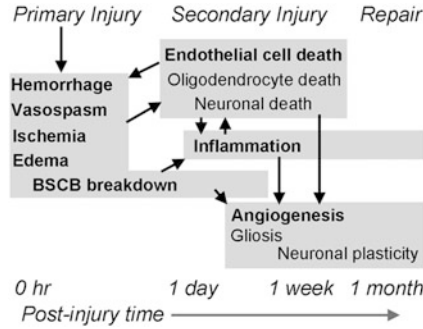 Primary Injury Secondary Injury Repair
Endothelial cell death
Oligodendrocyte death
Neuronal death
Hemorrhage
Vasospasm
Ischemia
Edema
BSCB breakdown
Inflammation
Angiogenesis
Gliosis
Neuronal plasticity
0 hr 1 day 1 week 1 month
Post-injury time